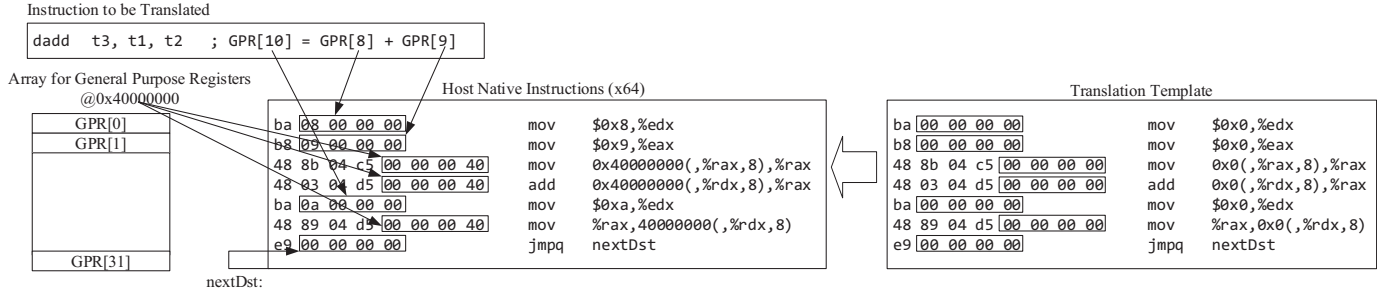 Instruction to be Translated
dadd t3, t1, t2 ; GPR[10] = GPR[8] + GPR[9]
Array for General Purpose Registers
@0x40000000
GPR[0]
GPR[1]
GPR[31]
Host Native Instructions (x64)
ba 08 00 00 00 mov $0x8,%edx
b8 09 00 00 00 mov $0x9,%eax
48 8b 04 c5 00 00 00 40 mov 0x40000000(,%rax,8),%rax
48 03 04 d5 00 00 00 40 add 0x40000000(,%rdx,8),%rax
ba 0a 00 00 00 mov $0xa,%edx
48 89 04 d5 00 00 00 40 mov %rax,40000000(,%rdx,8)
e9 00 00 00 00 jmpq nextDst
nextDst:
Translation Template
ba 00 00 00 00 mov $0x0,%edx
b8 00 00 00 00 mov $0x0,%eax
48 8b 04 c5 00 00 00 00 mov 0x0(,%rax,8),%rax
48 03 04 d5 00 00 00 00 add 0x0(,%rdx,8),%rax
ba 00 00 00 00 mov $0x0,%edx
48 89 04 d5 00 00 00 00 mov %rax,0x0(,%rdx,8)
e9 00 00 00 00 jmpq nextDst